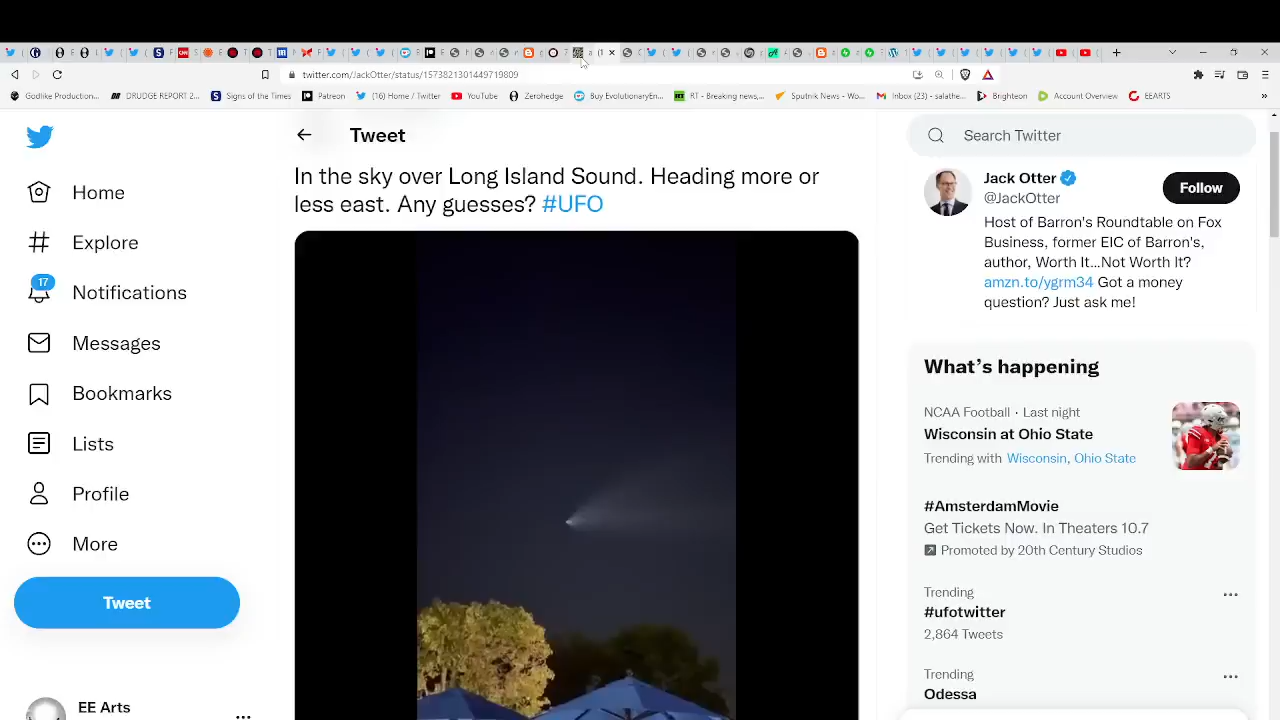 twitter.com/JackOtter/status/1573821301449719809
Godlike Production... DRUDGE REPORT 2... Signs of the Times Patreon (16) Home / Twitter YouTube Zerohedge Buy EvolutionaryEn... RT - Breaking news,... Sputnik News - Wo... Inbox (23) - salathe... Brighteon Account Overview EEARTS
Tweet
Search Twitter
In the sky over Long Island Sound. Heading more or
less east. Any guesses? #UFO
Jack Otter
@JackOtter
Follow
Host of Barron's Roundtable on Fox
Business, former EIC of Barron's,
author, Worth It...Not Worth It?
amzn.to/ygrm34 Got a money
question? Just ask me!
Home
Explore
17
Notifications
Messages
Bookmarks
Lists
Profile
More
Tweet
EE Arts
What's happening
NCAA Football · Last night
Wisconsin at Ohio State
Trending with Wisconsin, Ohio State
#AmsterdamMovie
Get Tickets Now. In Theaters 10.7
Promoted by 20th Century Studios
Trending
#ufotwitter
2,864 Tweets
Trending
Odessa